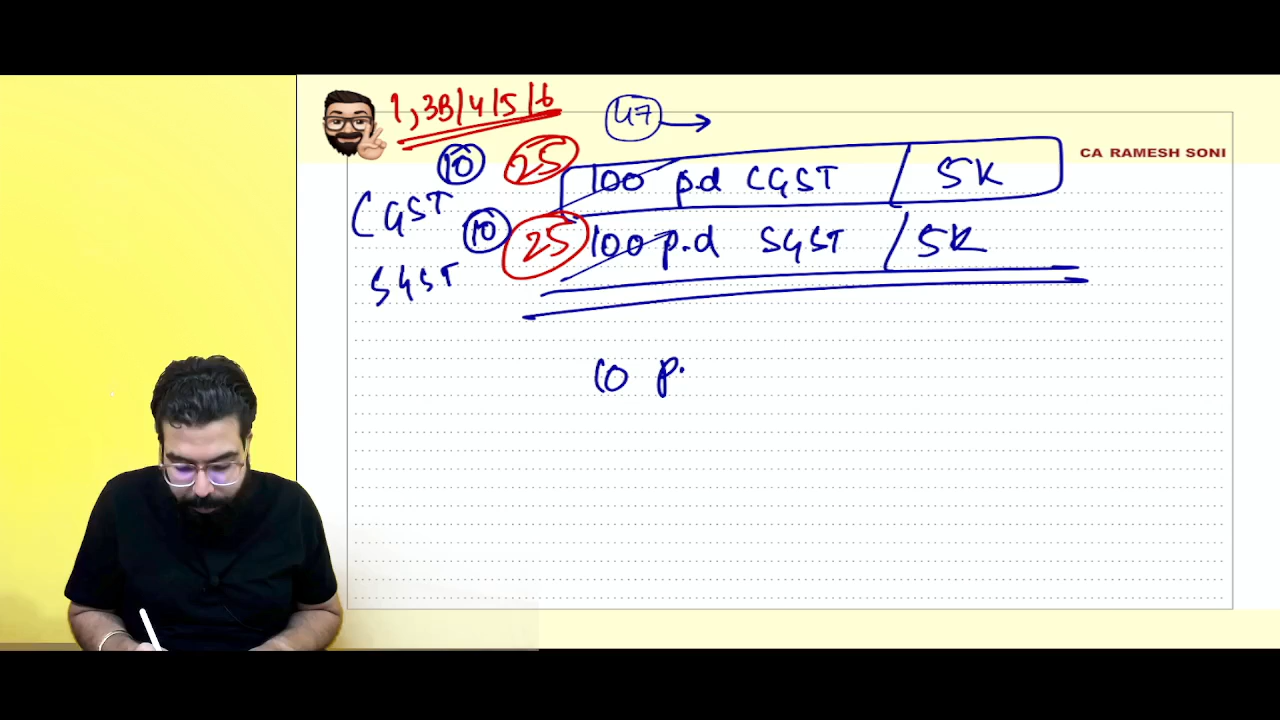 1, 3B/4/5/6
47 →
CA RAMESH SONI
10 25 100 p.d CGST / 5K
CGST
10 25 100 p.d SGST / 5K
SGST
10 p.